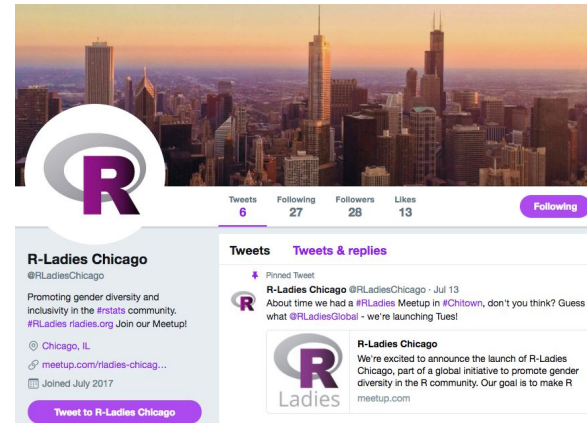 R
Tweets Following Followers Likes
6 27 28 13
Following
R-Ladies Chicago
@RLadiesChicago
Promoting gender diversity and
inclusivity in the #rstats community.
#RLadies rladies.org Join our Meetup!
Chicago, IL
meetup.com/rladies-chicag...
Joined July 2017
Tweet to R-Ladies Chicago
Tweets Tweets & replies
Pinned Tweet
R
R-Ladies Chicago @RLadiesChicago · Jul 13
About time we had a #RLadies Meetup in #Chitown, don't you think? Guess
what @RLadiesGlobal - we're launching Tues!
R
Ladies
R-Ladies Chicago
We're excited to announce the launch of R-Ladies
Chicago, part of a global initiative to promote gender
diversity in the R community. Our goal is to make R
meetup.com